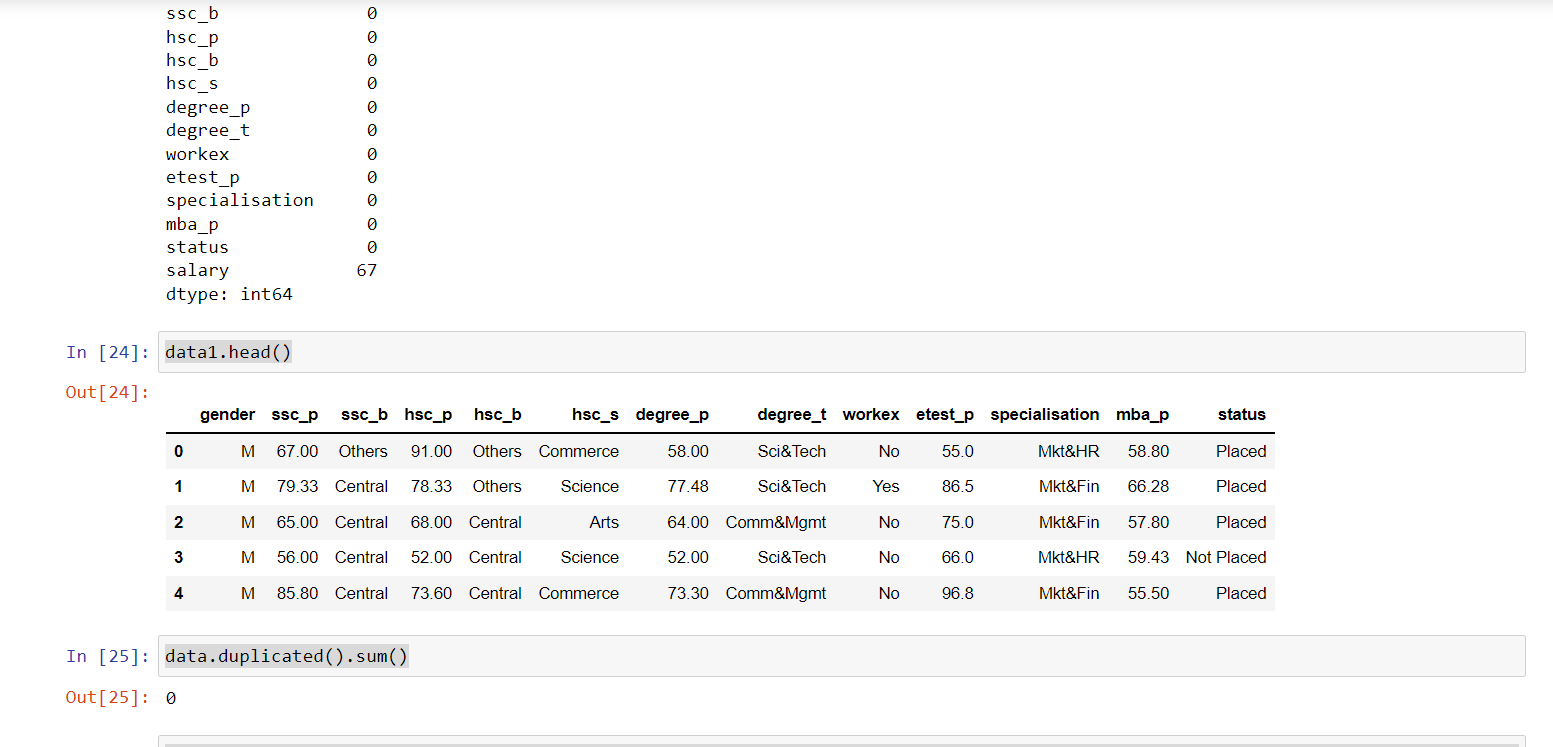 ssc_b 0
hsc_p 0
hsc_b 0
hsc_s 0
degree_p 0
degree_t 0
workex 0
etest_p 0
specialisation 0
mba_p 0
status 0
salary 67
dtype: int64
In [24]: data1.head()
Out[24]:
gender ssc_p ssc_b hsc_p hsc_b hsc_s degree_p degree_t workex etest_p specialisation mba_p status
0 M 67.00 Others 91.00 Others Commerce 58.00 Sci&Tech No 55.0 Mkt&HR 58.80 Placed
1 M 79.33 Central 78.33 Others Science 77.48 Sci&Tech Yes 86.5 Mkt&Fin 66.28 Placed
2 M 65.00 Central 68.00 Central Arts 64.00 Comm&Mgmt No 75.0 Mkt&Fin 57.80 Placed
3 M 56.00 Central 52.00 Central Science 52.00 Sci&Tech No 66.0 Mkt&HR 59.43 Not Placed
4 M 85.80 Central 73.60 Central Commerce 73.30 Comm&Mgmt No 96.8 Mkt&Fin 55.50 Placed
In [25]: data.duplicated().sum()
Out[25]: 0